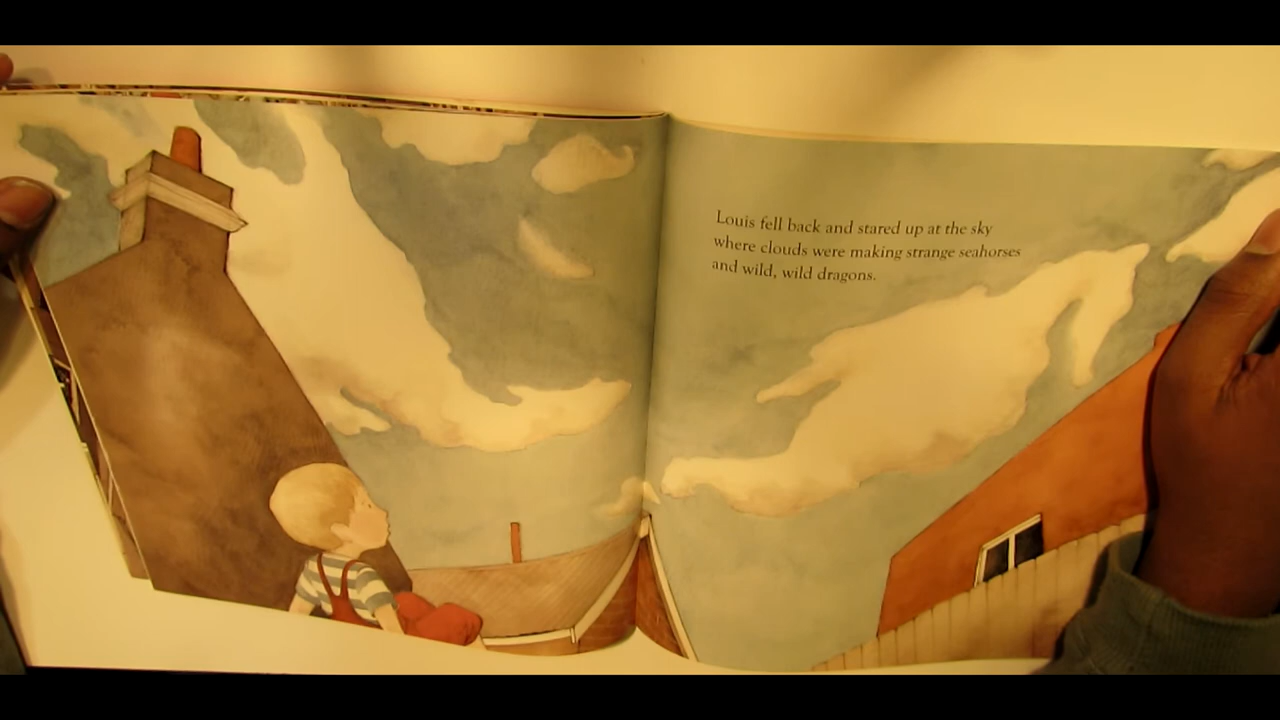 Louis fell back and stared up at the sky
where clouds were making strange seahorses
and wild, wild dragons.